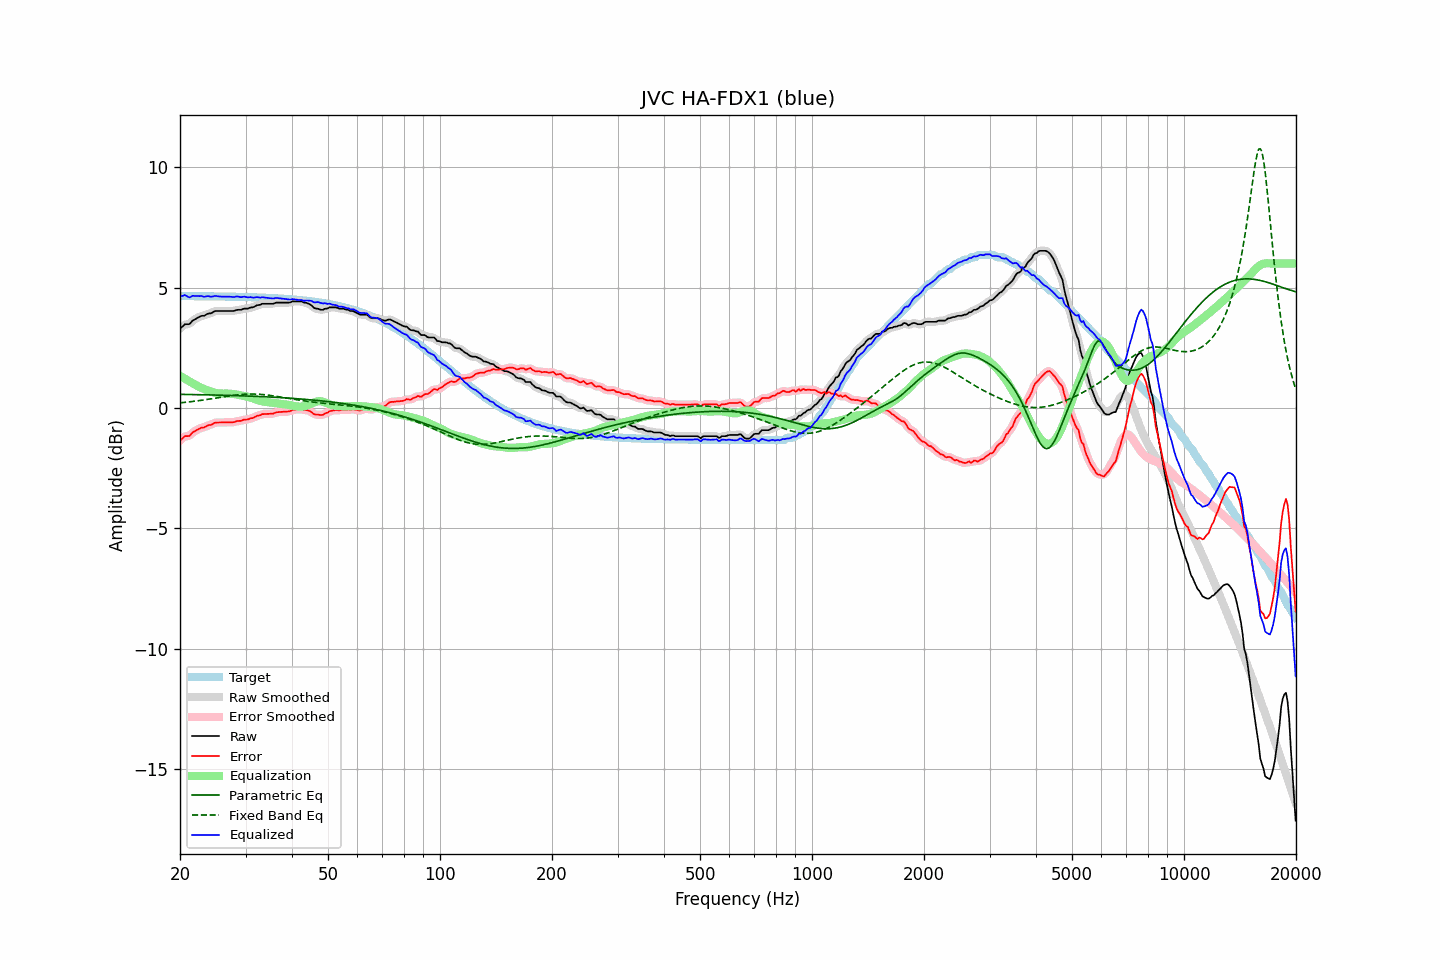 JVC HA-FDX1 (blue)
Amplitude (dBr)
10
5
0
−5
−10
−15
Target
Raw Smoothed
Error Smoothed
Raw
Error
Equalization
Parametric Eq
Fixed Band Eq
Equalized
20 50 100 200 500 1000 2000 5000 10000 20000
Frequency (Hz)